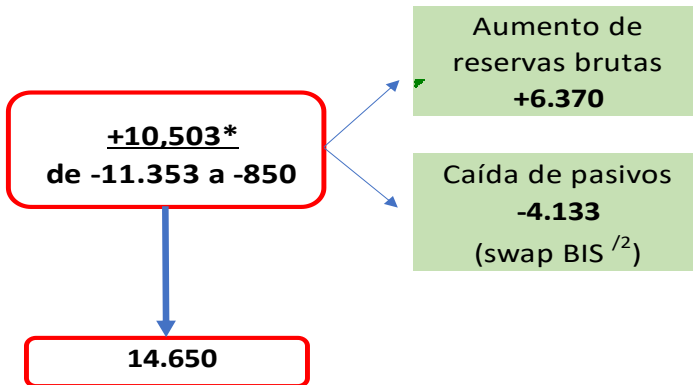 Aumento de
reservas brutas
+6.370
+10,503*
de -11.353 a -850
Caída de pasivos
-4.133
(swap BIS /2)
14.650